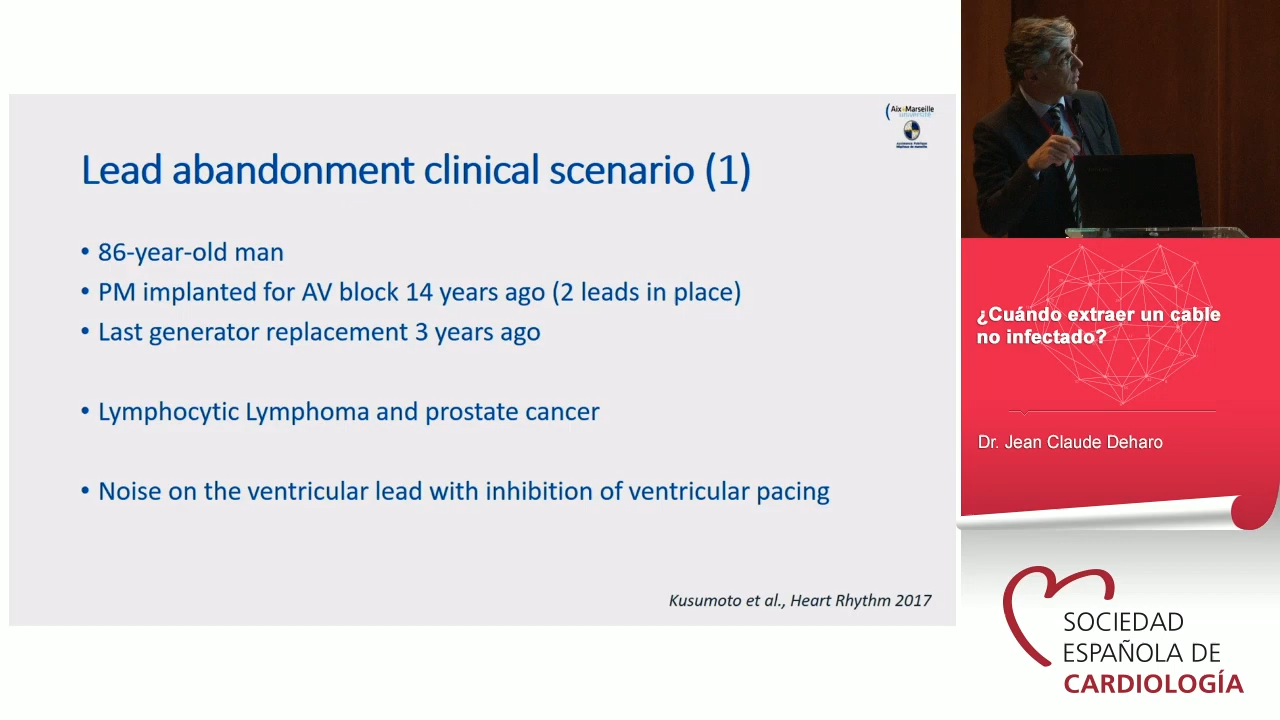 Aix*Marseille
université
Lead abandonment clinical scenario (1)
• 86-year-old man
• PM implanted for AV block 14 years ago (2 leads in place)
• Last generator replacement 3 years ago
• Lymphocytic Lymphoma and prostate cancer
• Noise on the ventricular lead with inhibition of ventricular pacing
Kusumoto et al., Heart Rhythm 2017
¿Cuándo extraer un cable
no infectado?
Dr. Jean Claude Deharo
SOCIEDAD
ESPAÑOLA DE
CARDIOLOGÍA